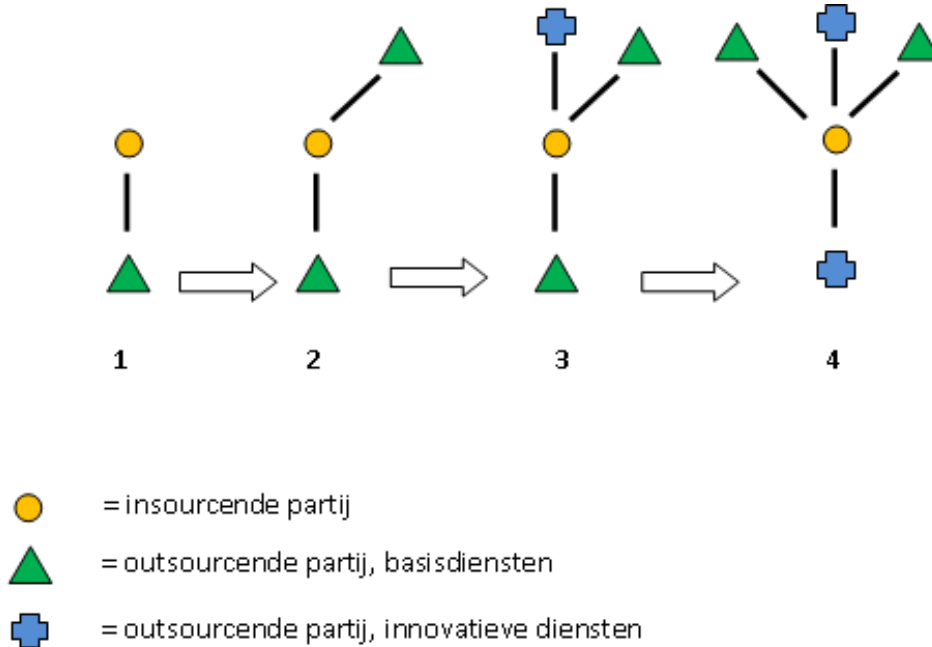 1 2 3 4
= insourcende partij
= outsourcende partij, basisdiensten
= outsourcende partij, innovatieve diensten